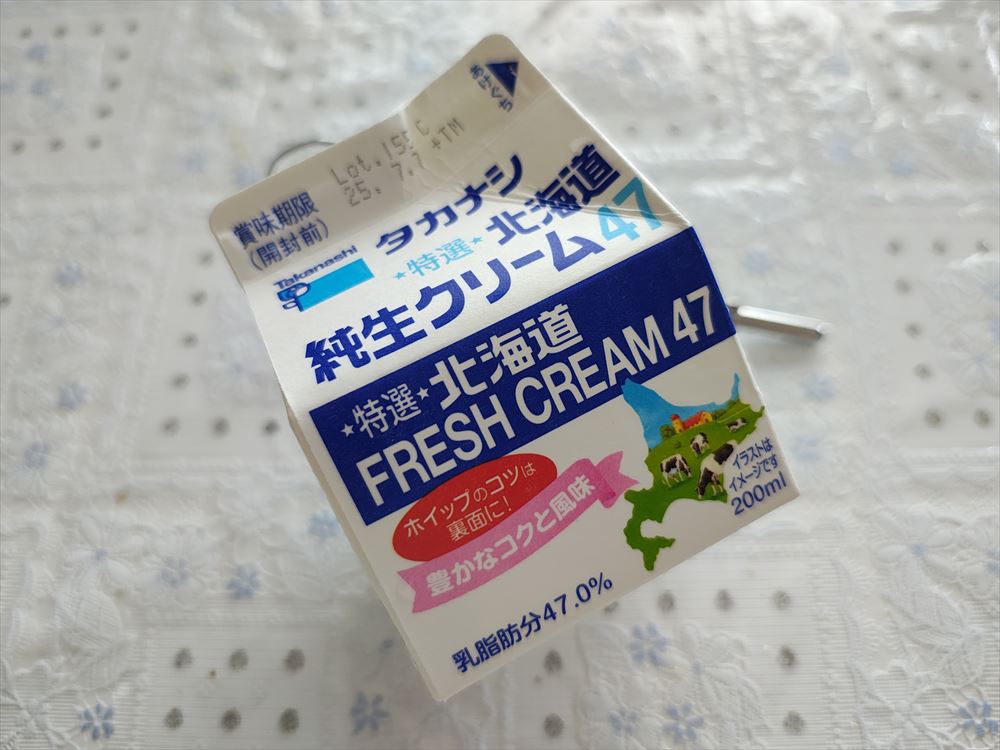 あけぐち
Lot.155 C
25. 7. 7 +TM
賞味期限
(開封前)
Takanashi
タカナシ
★特選★北海道
純生クリーム47
★特選★北海道
FRESH CREAM 47
ホイップのコツは
裏面に!
豊かなコクと風味
イラストは
イメージです
200ml
乳脂肪分47.0%